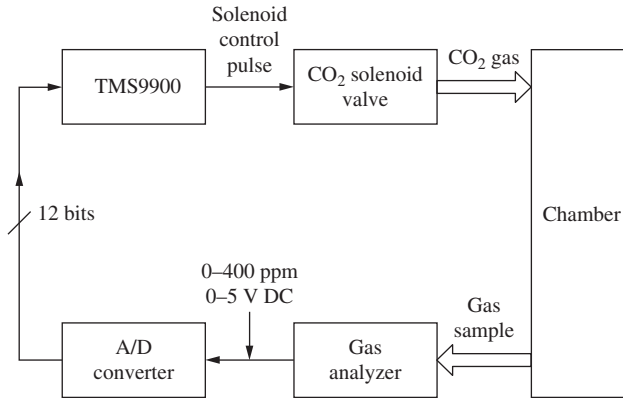 Solenoid
control
pulse
TMS9900
CO₂ solenoid
valve
CO₂ gas
Chamber
12 bits
0–400 ppm
0–5 V DC
Gas
sample
A/D
converter
Gas
analyzer